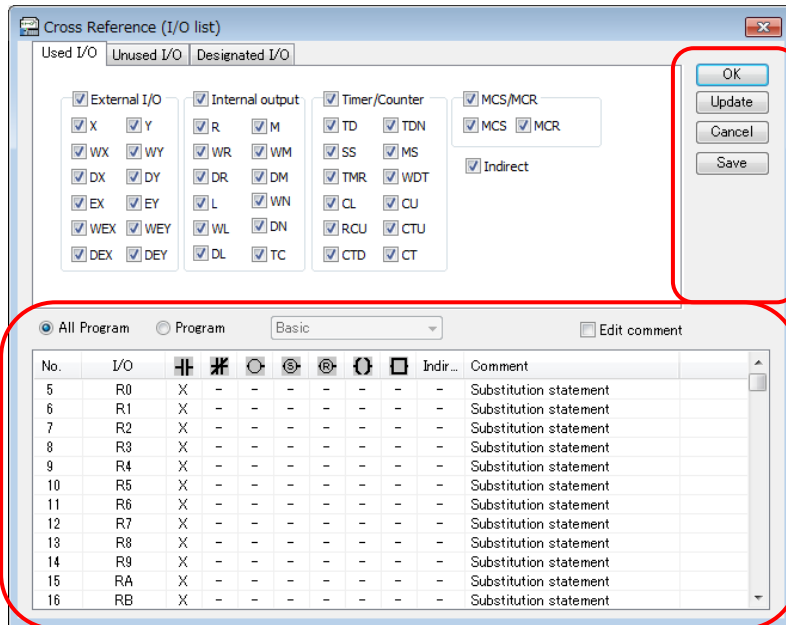 Cross Reference (I/O list)
Used I/O Unused I/O Designated I/O
OK
Update
Cancel
Save
External I/O Internal output Timer/Counter MCS/MCR
X Y R M TD TDN MCS MCR
WX WY WR WM SS MS
Indirect
DX DY DR DM TMR WDT
EX EY L WN CL CU
WEX WEY WL DN RCU CTU
DEX DEY DL TC CTD CT
All Program Program Basic Edit comment
No. I/O S R Indir... Comment
5 R0 X - - - - - - - Substitution statement
6 R1 X - - - - - - - Substitution statement
7 R2 X - - - - - - - Substitution statement
8 R3 X - - - - - - - Substitution statement
9 R4 X - - - - - - - Substitution statement
10 R5 X - - - - - - - Substitution statement
11 R6 X - - - - - - - Substitution statement
12 R7 X - - - - - - - Substitution statement
13 R8 X - - - - - - - Substitution statement
14 R9 X - - - - - - - Substitution statement
15 RA X - - - - - - - Substitution statement
16 RB X - - - - - - - Substitution statement